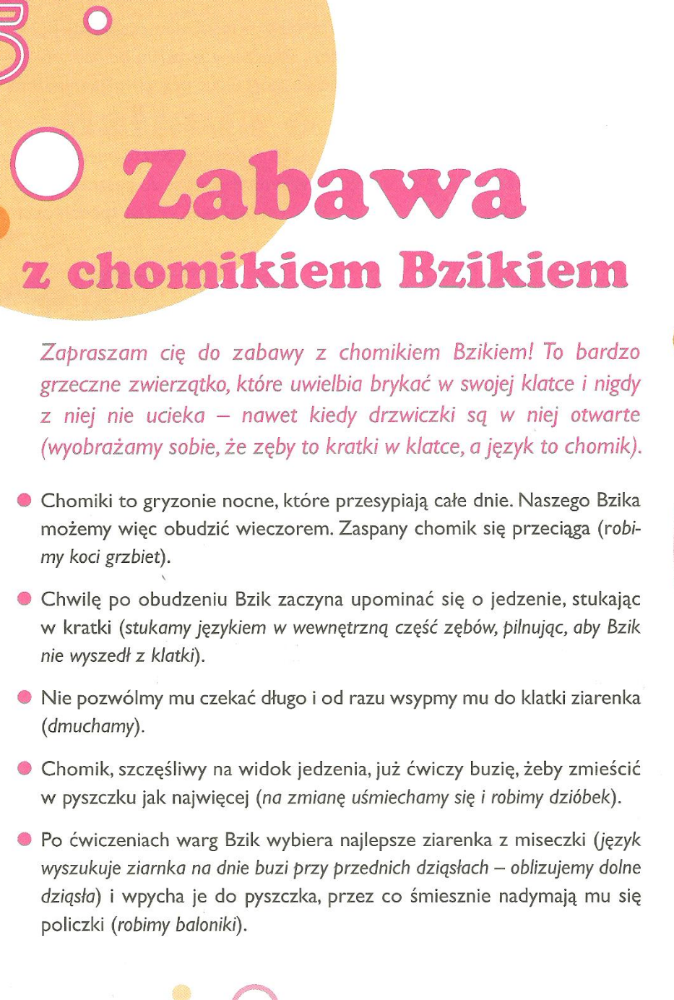 Zabawa
z chomikiem Bzikiem
Zapraszam cię do zabawy z chomikiem Bzikiem! To bardzo
grzeczne zwierzątko, które uwielbia brykać w swojej klatce i nigdy
z niej nie ucieka – nawet kiedy drzwiczki są w niej otwarte
(wyobrażamy sobie, że zęby to kratki w klatce, a język to chomik).
● Chomiki to gryzonie nocne, które przesypiają całe dnie. Naszego Bzika
możemy więc obudzić wieczorem. Zaspany chomik się przeciąga (robi-
my koci grzbiet).
● Chwilę po obudzeniu Bzik zaczyna upominać się o jedzenie, stukając
w kratki (stukamy językiem w wewnętrzną część zębów, pilnując, aby Bzik
nie wyszedł z klatki).
● Nie pozwólmy mu czekać długo i od razu wsypmy mu do klatki ziarenka
(dmuchamy).
● Chomik, szczęśliwy na widok jedzenia, już ćwiczy buzię, żeby zmieścić
w pyszczku jak najwięcej (na zmianę uśmiechamy się i robimy dzióbek).
● Po ćwiczeniach warg Bzik wybiera najlepsze ziarenka z miseczki (język
wyszukuje ziarnka na dnie buzi przy przednich dziąsłach – oblizujemy dolne
dziąsła) i wpycha je do pyszczka, przez co śmiesznie nadymają mu się
policzki (robimy baloniki).